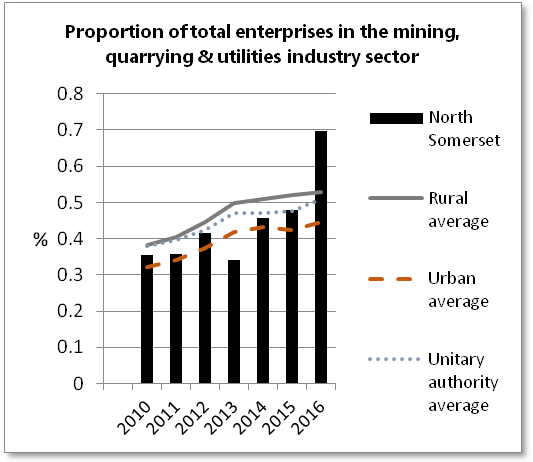 Proportion of total enterprises in the mining,
quarrying & utilities industry sector
0.8
0.7
0.6
0.5
0.4
0.3
0.2
0.1
0
%
2010
2011
2012
2013
2014
2015
2016
North
Somerset
Rural
average
Urban
average
Unitary
authority
average